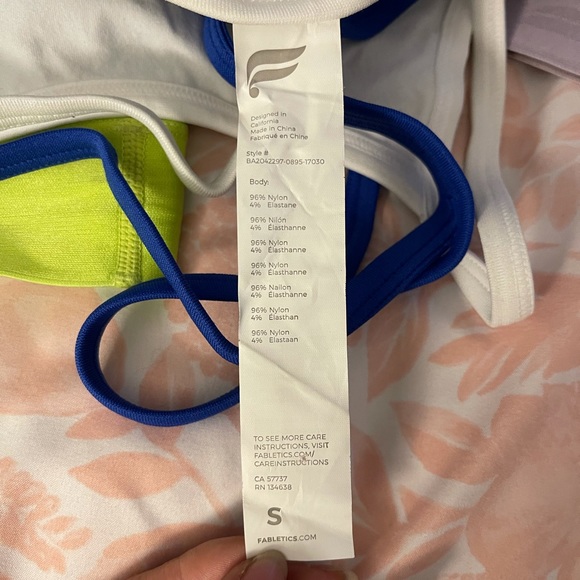 Designed in
California
Made in China
Fabriqué en Chine
Style #
BA2042297-0895-17030
Body:
96% Nylon
4% Elastane
96% Nilón
4% Elasthanne
96% Nylon
4% Elasthanne
96% Nylon
4% Elasthanne
96% Nailon
4% Elasthanne
96% Nylon
4% Elasthan
96% Nylon
4% Elastaan
TO SEE MORE CARE
INSTRUCTIONS, VISIT
FABLETICS.COM/
CAREINSTRUCTIONS
CA 57737
RN 134638
S
FABLETICS.COM